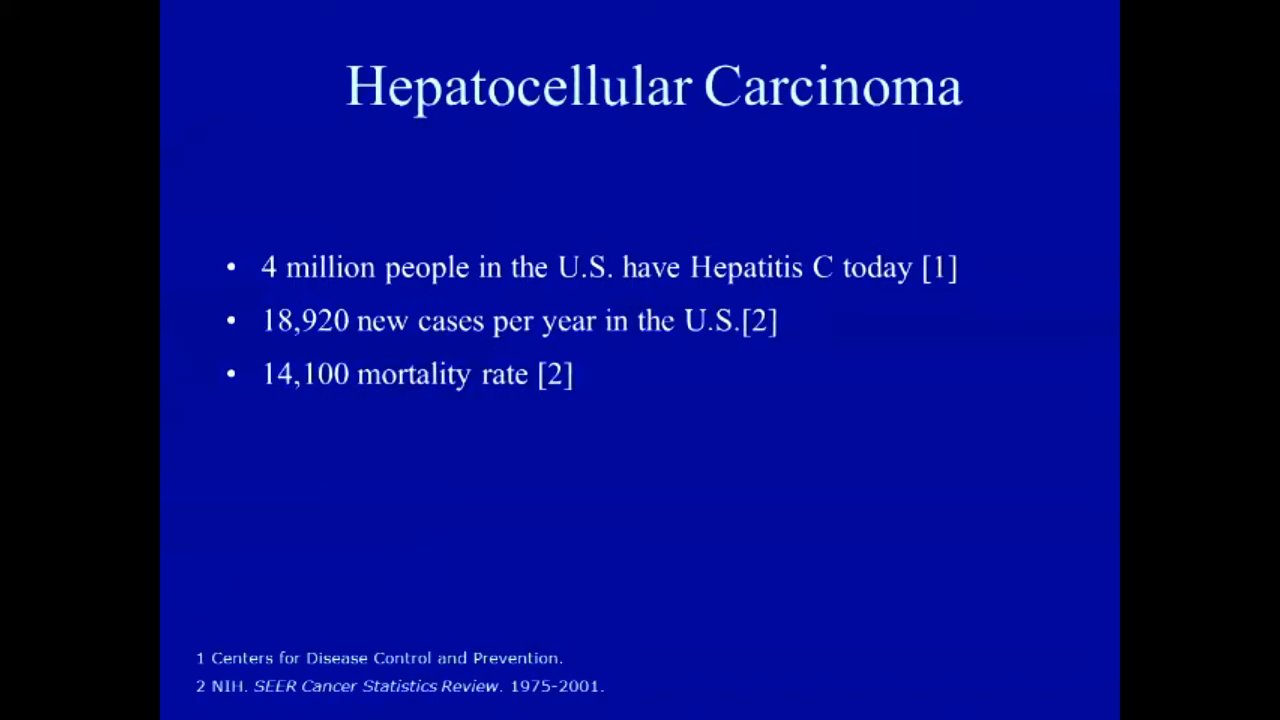 Hepatocellular Carcinoma
• 4 million people in the U.S. have Hepatitis C today [1]
• 18,920 new cases per year in the U.S.[2]
• 14,100 mortality rate [2]
1 Centers for Disease Control and Prevention.
2 NIH. SEER Cancer Statistics Review. 1975-2001.